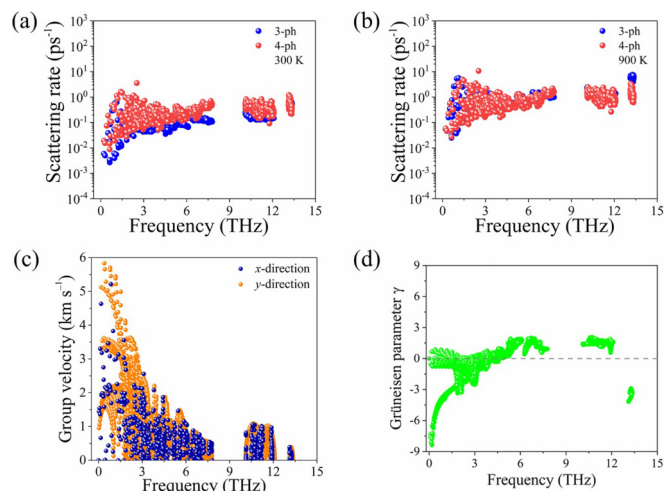 (a)
Scattering rate (ps⁻¹)
10³
10²
10¹
10⁰
10⁻¹
10⁻²
10⁻³
10⁻⁴
3-ph
4-ph
300 K
0 3 6 9 12 15
Frequency (THz)
(b)
Scattering rate (ps⁻¹)
10³
10²
10¹
10⁰
10⁻¹
10⁻²
10⁻³
10⁻⁴
3-ph
4-ph
900 K
0 3 6 9 12 15
Frequency (THz)
(c)
Group velocity (km s⁻¹)
6
5
4
3
2
1
0
x-direction
y-direction
0 3 6 9 12 15
Frequency (THz)
(d)
Grüneisen parameter γ
9
6
3
0
-3
-6
-9
0 3 6 9 12 15
Frequency (THz)